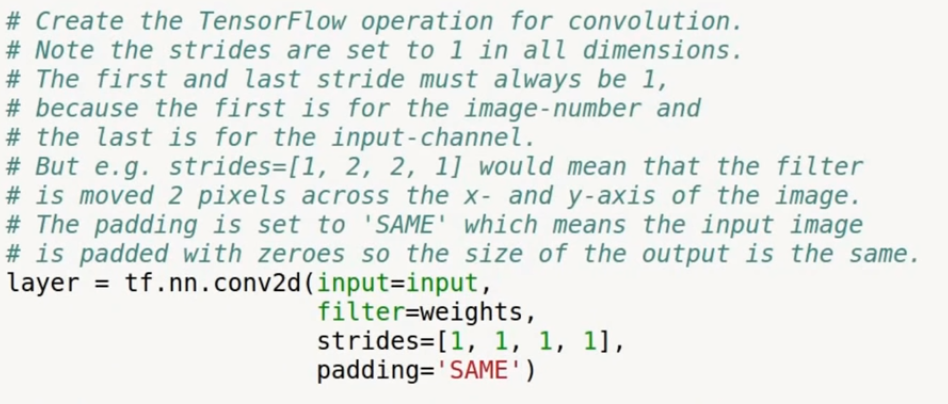 # Create the TensorFlow operation for convolution.
# Note the strides are set to 1 in all dimensions.
# The first and last stride must always be 1,
# because the first is for the image-number and
# the last is for the input-channel.
# But e.g. strides=[1, 2, 2, 1] would mean that the filter
# is moved 2 pixels across the x- and y-axis of the image.
# The padding is set to 'SAME' which means the input image
# is padded with zeroes so the size of the output is the same.
layer = tf.nn.conv2d(input=input,
                     filter=weights,
                     strides=[1, 1, 1, 1],
                     padding='SAME')